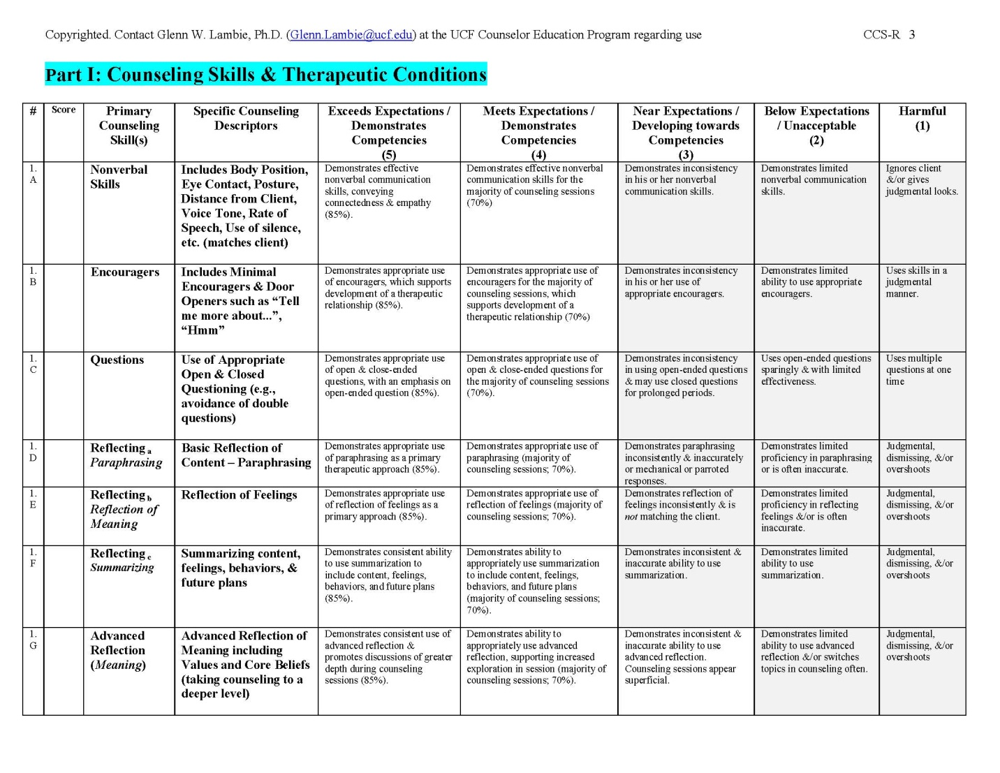 Copyrighted. Contact Glenn W. Lambie, Ph.D. (Glenn.Lambie@ucf.edu) at the UCF Counselor Education Program regarding use
CCS-R 3
Part I: Counseling Skills & Therapeutic Conditions
#
Score
Primary
Counseling
Skill(s)
Specific Counseling
Descriptors
Exceeds Expectations /
Demonstrates
Competencies
(5)
Meets Expectations /
Demonstrates
Competencies
(4)
Near Expectations /
Developing towards
Competencies
(3)
Below Expectations
/ Unacceptable
(2)
Harmful
(1)
1.
A
Nonverbal
Skills
Includes Body Position,
Eye Contact, Posture,
Distance from Client,
Voice Tone, Rate of
Speech, Use of silence,
etc. (matches client)
Demonstrates effective
nonverbal communication
skills, conveying
connectedness & empathy
(85%).
Demonstrates effective nonverbal
communication skills for the
majority of counseling sessions
(70%)
Demonstrates inconsistency
in his or her nonverbal
communication skills.
Demonstrates limited
nonverbal communication
skills.
Ignores client
&/or gives
judgmental looks.
1.
B
Encouragers
Includes Minimal
Encouragers & Door
Openers such as “Tell
me more about...”,
“Hmm”
Demonstrates appropriate use
of encouragers, which supports
development of a therapeutic
relationship (85%).
Demonstrates appropriate use of
encouragers for the majority of
counseling sessions, which
supports development of a
therapeutic relationship (70%)
Demonstrates inconsistency
in his or her use of
appropriate encouragers.
Demonstrates limited
ability to use appropriate
encouragers.
Uses skills in a
judgmental
manner.
1.
C
Questions
Use of Appropriate
Open & Closed
Questioning (e.g.,
avoidance of double
questions)
Demonstrates appropriate use
of open & close-ended
questions, with an emphasis on
open-ended question (85%).
Demonstrates appropriate use of
open & close-ended questions for
the majority of counseling sessions
(70%).
Demonstrates inconsistency
in using open-ended questions
& may use closed questions
for prolonged periods.
Uses open-ended questions
sparingly & with limited
effectiveness.
Uses multiple
questions at one
time
1.
D
Reflecting a
Paraphrasing
Basic Reflection of
Content – Paraphrasing
Demonstrates appropriate use
of paraphrasing as a primary
therapeutic approach (85%).
Demonstrates appropriate use of
paraphrasing (majority of
counseling sessions; 70%).
Demonstrates paraphrasing
inconsistently & inaccurately
or mechanical or parroted
responses.
Demonstrates limited
proficiency in paraphrasing
or is often inaccurate.
Judgmental,
dismissing, &/or
overshoots
1.
E
Reflecting b
Reflection of
Meaning
Reflection of Feelings
Demonstrates appropriate use
of reflection of feelings as a
primary approach (85%).
Demonstrates appropriate use of
reflection of feelings (majority of
counseling sessions; 70%).
Demonstrates reflection of
feelings inconsistently & is
not matching the client.
Demonstrates limited
proficiency in reflecting
feelings &/or is often
inaccurate.
Judgmental,
dismissing, &/or
overshoots
1.
F
Reflecting c
Summarizing
Summarizing content,
feelings, behaviors, &
future plans
Demonstrates consistent ability
to use summarization to
include content, feelings,
behaviors, and future plans
(85%).
Demonstrates ability to
appropriately use summarization
to include content, feelings,
behaviors, and future plans
(majority of counseling sessions;
70%).
Demonstrates inconsistent &
inaccurate ability to use
summarization.
Demonstrates limited
ability to use
summarization.
Judgmental,
dismissing, &/or
overshoots
1.
G
Advanced
Reflection
(Meaning)
Advanced Reflection of
Meaning including
Values and Core Beliefs
(taking counseling to a
deeper level)
Demonstrates consistent use of
advanced reflection &
promotes discussions of greater
depth during counseling
sessions (85%).
Demonstrates ability to
appropriately use advanced
reflection, supporting increased
exploration in session (majority of
counseling sessions; 70%).
Demonstrates inconsistent &
inaccurate ability to use
advanced reflection.
Counseling sessions appear
superficial.
Demonstrates limited
ability to use advanced
reflection &/or switches
topics in counseling often.
Judgmental,
dismissing, &/or
overshoots